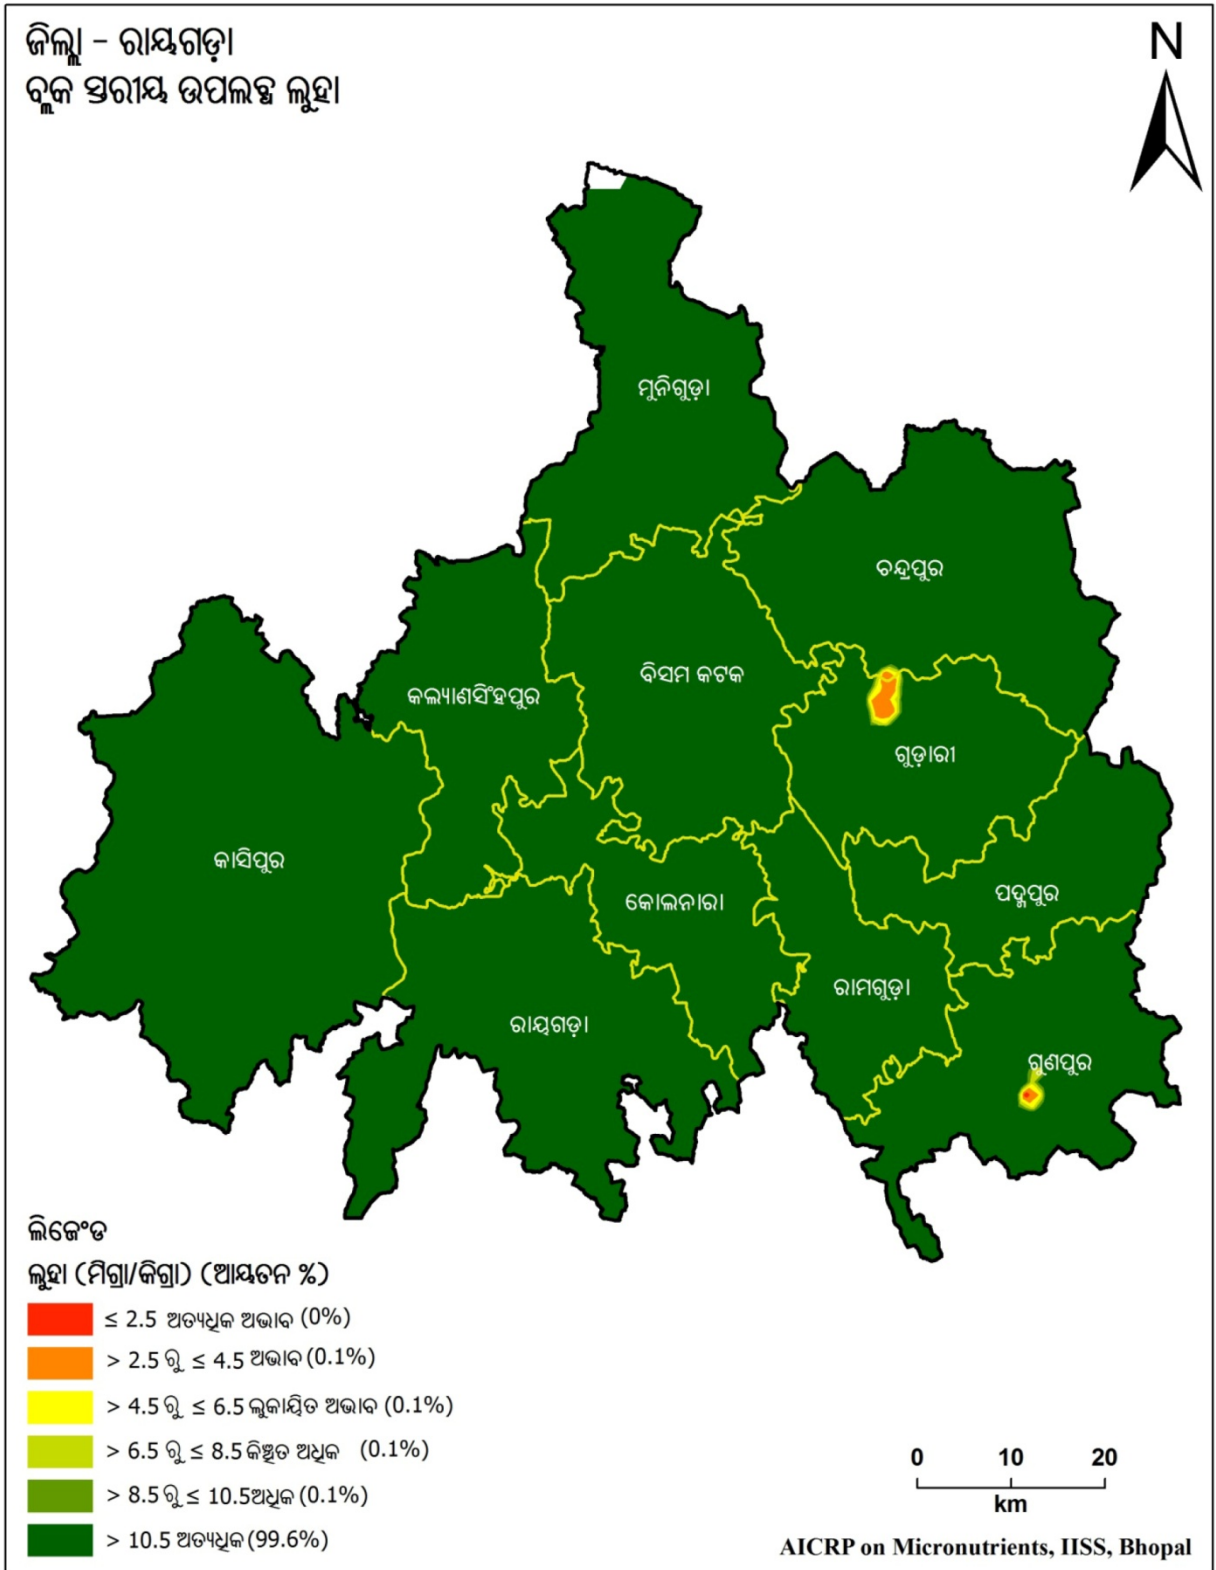 ଜିଲ୍ଲା – ରାୟଗଡ଼ା
ବ୍ଲକ ସ୍ତରୀୟ ଉପଲବ୍ଧ ଲୁହା
N
ମୁନିଗୁଡ଼ା
ଚନ୍ଦ୍ରପୁର
ବିସମ କଟକ
କଲ୍ୟାଣସିଂହପୁର
ଗୁଡ଼ାରୀ
କାସିପୁର
ପଦ୍ମପୁର
କୋଲନାରା
ରାମଗୁଡ଼ା
ରାୟଗଡ଼ା
ଗୁଣପୁର
ଲିଜେଂଡ
ଲୁହା (ମିଗ୍ରା/କିଗ୍ରା) (ଆୟତନ %)
≤ 2.5 ଅତ୍ୟଧିକ ଅଭାବ (0%)
> 2.5 ରୁ ≤ 4.5 ଅଭାବ (0.1%)
> 4.5 ରୁ ≤ 6.5 ଲୁକାୟିତ ଅଭାବ (0.1%)
> 6.5 ରୁ ≤ 8.5 କିଞ୍ଚିତ ଅଧିକ (0.1%)
> 8.5 ରୁ ≤ 10.5 ଅଧିକ (0.1%)
> 10.5 ଅତ୍ୟଧିକ (99.6%)
0 10 20
km
AICRP on Micronutrients, IISS, Bhopal